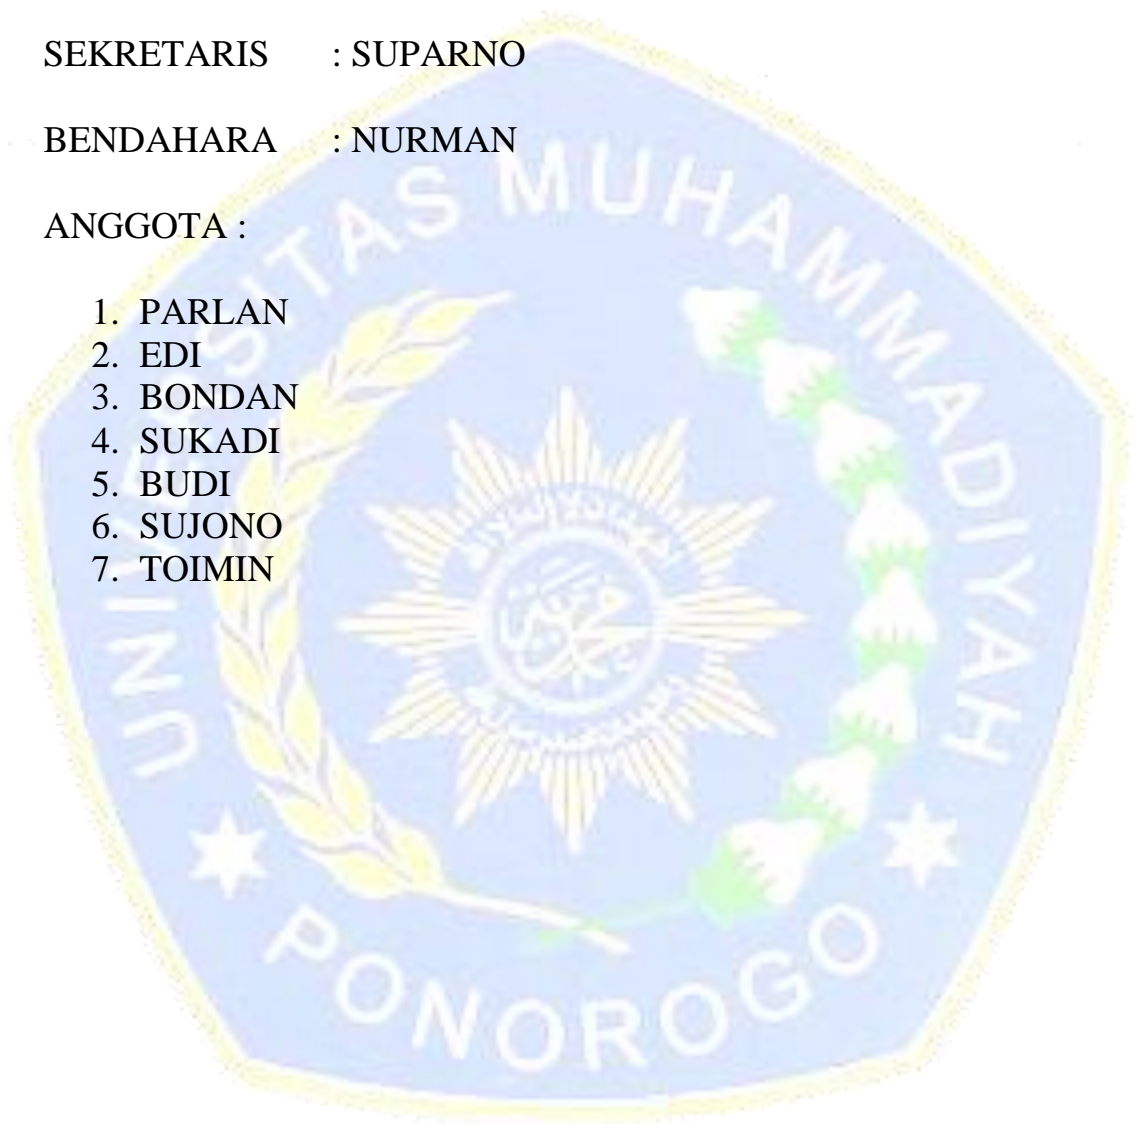 SEKRETARIS : SUPARNO
BENDAHARA : NURMAN
ANGGOTA :
1. PARLAN
2. EDI
3. BONDAN
4. SUKADI
5. BUDI
6. SUJONO
7. TOIMIN
MUHAMMADIYAH
PONOROGO